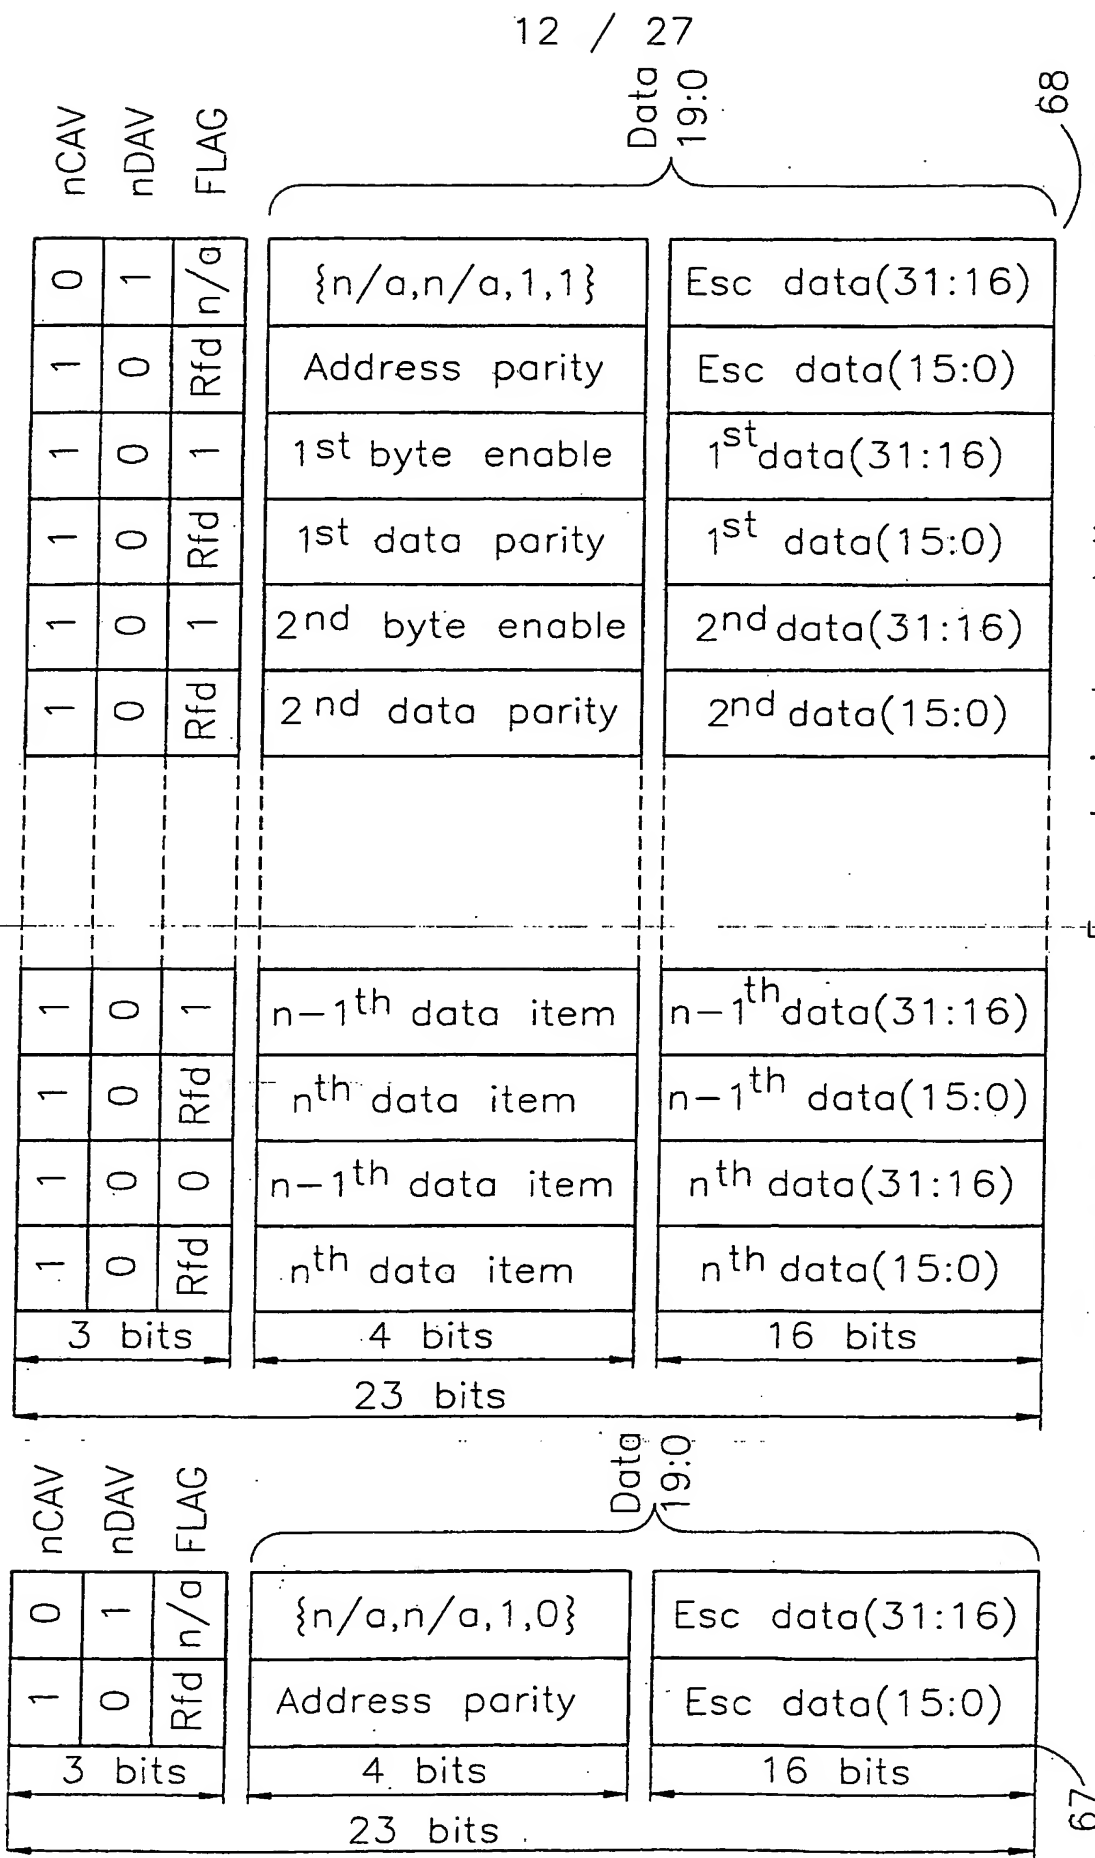 12 / 27
nCAV
nDAV
FLAG
Data
19:0
68
0 1 n/a {n/a,n/a,1,1} Esc data(31:16)
1 0 Rfd Address parity Esc data(15:0)
1 0 1 1st byte enable 1st data(31:16)
1 0 Rfd 1st data parity 1st data(15:0)
1 0 1 2nd byte enable 2nd data(31:16)
1 0 Rfd 2nd data parity 2nd data(15:0)
1 0 1 n-1th data item n-1th data(31:16)
1 0 Rfd nth data item n-1th data(15:0)
1 0 0 n-1th data item nth data(31:16)
1 0 Rfd nth data item nth data(15:0)
3 bits 4 bits 16 bits
23 bits
nCAV
nDAV
FLAG
Data
19:0
0 1 n/a {n/a,n/a,1,0} Esc data(31:16)
1 0 Rfd Address parity Esc data(15:0)
3 bits 4 bits 16 bits
23 bits
67